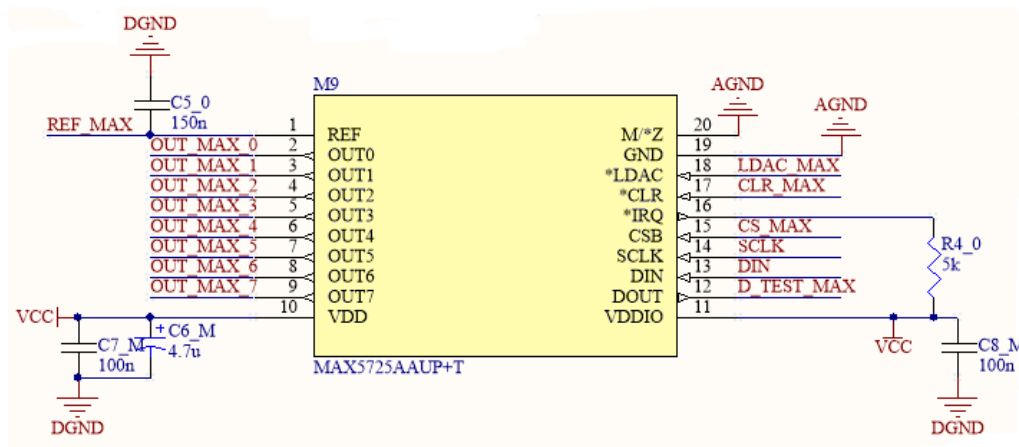 DGND
M9
AGND
AGND
C5_0
150n
REF_MAX
1
REF
M/*Z
20
OUT_MAX_0
2
OUT0
GND
19
OUT_MAX_1
3
OUT1
*LDAC
18
LDAC_MAX
OUT_MAX_2
4
OUT2
*CLR
17
CLR_MAX
OUT_MAX_3
5
OUT3
*IRQ
16
OUT_MAX_4
6
OUT4
CSB
15
CS_MAX
OUT_MAX_5
7
OUT5
SCLK
14
SCLK
OUT_MAX_6
8
OUT6
DIN
13
DIN
OUT_MAX_7
9
OUT7
DOUT
12
D_TEST_MAX
10
VDD
VDDIO
11
R4_0
5k
VCC
+
C6_M
4.7u
C7_M
100n
DGND
MAX5725AAUP+T
VCC
C8_M
100n
DGND